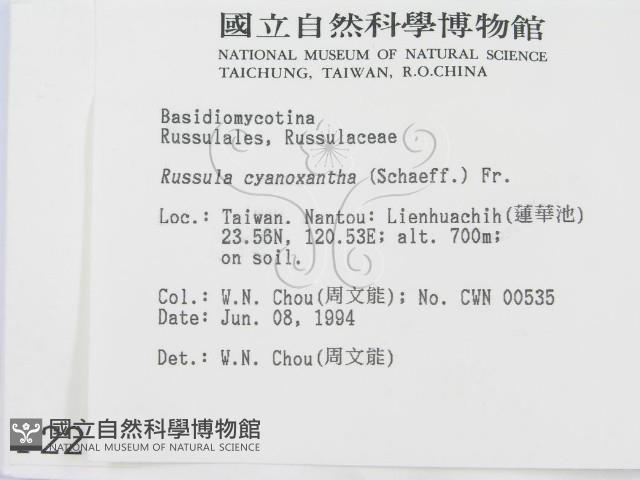 國立自然科學博物館
NATIONAL MUSEUM OF NATURAL SCIENCE
TAICHUNG, TAIWAN, R.O.CHINA
Basidiomycotina
Russulales, Russulaceae
Russula cyanoxantha (Schaeff.) Fr.
Loc.: Taiwan. Nantou: Lienhuachih(蓮華池)
23.56N, 120.53E; alt. 700m;
on soil.
Col.: W.N. Chou(周文能); No. CWN 00535
Date: Jun. 08, 1994
Det.: W.N. Chou(周文能)
國立自然科學博物館
NATIONAL MUSEUM OF NATURAL SCIENCE